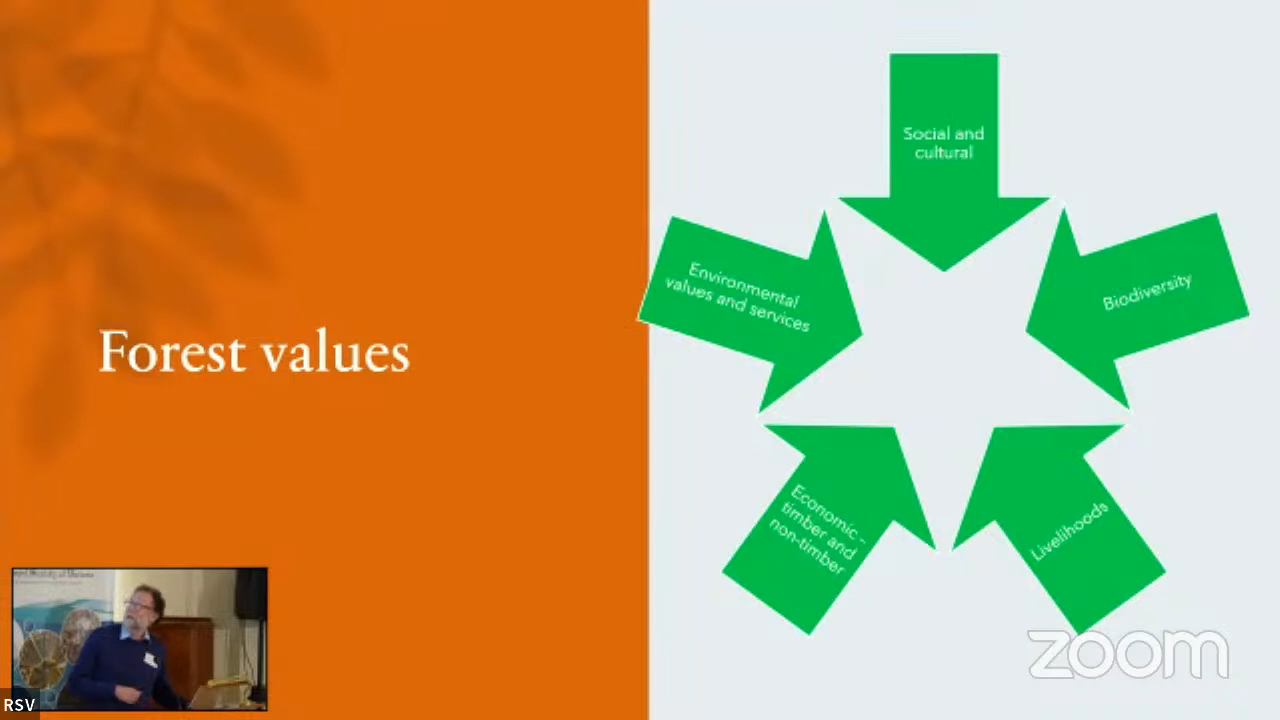 Forest values
Social and
cultural
Environmental
values and services
Biodiversity
Economic -
timber and
non-timber
Livelihoods
zoom
RSV